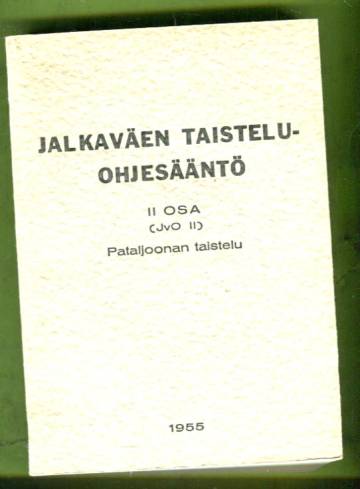 JALKAVÄEN TAISTELU-
OHJESÄÄNTÖ
II OSA
(JvO II)
Pataljoonan taistelu
1955